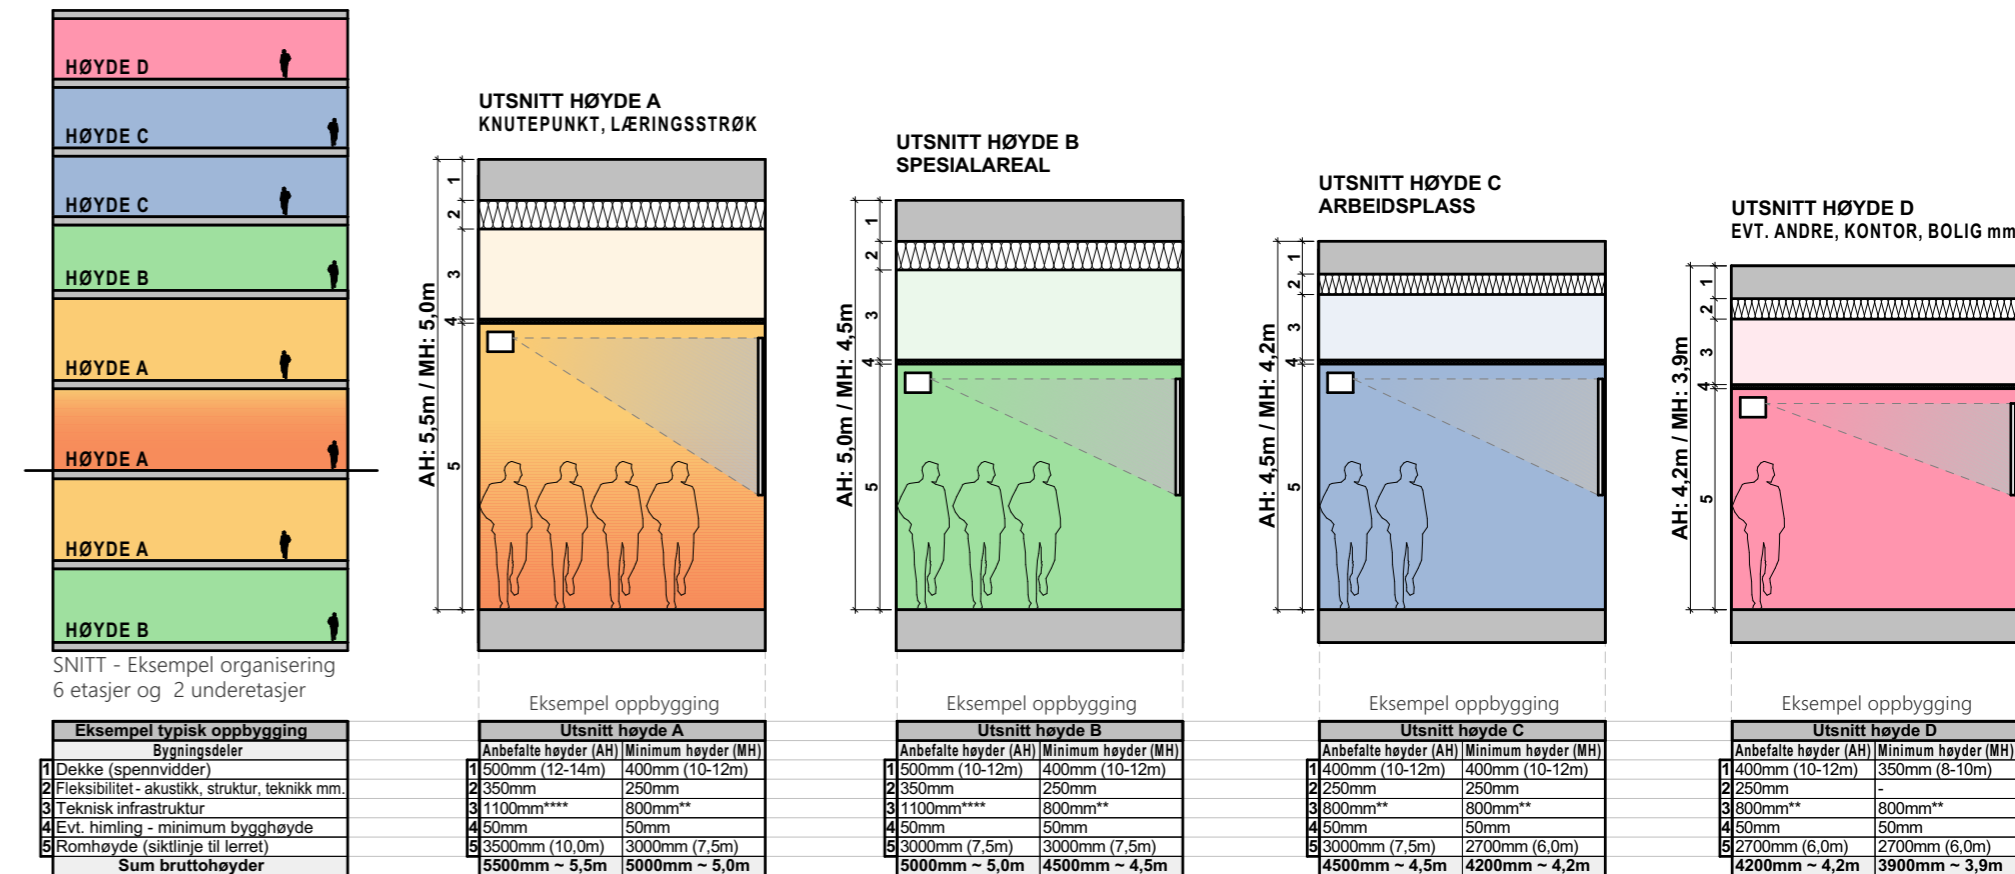 HØYDE D
HØYDE C
HØYDE C
HØYDE B
HØYDE A
HØYDE A
HØYDE A
HØYDE B
SNITT - Eksempel organisering
6 etasjer og 2 underetasjer
UTSNITT HØYDE A
KNUTEPUNKT, LÆRINGSSTRØK
AH: 5,5m / MH: 5,0m
1
2
3
4
5
Eksempel oppbygging
UTSNITT HØYDE B
SPESIALAREAL
AH: 5,0m / MH: 4,5m
1
2
3
4
5
Eksempel oppbygging
UTSNITT HØYDE C
ARBEIDSPLASS
AH: 4,5m / MH: 4,2m
1
2
3
4
5
Eksempel oppbygging
UTSNITT HØYDE D
EVT. ANDRE, KONTOR, BOLIG mm
AH: 4,2m / MH: 3,9m
1
2
3
4
5
Eksempel oppbygging
Eksempel typisk oppbygging
Bygningsdeler
1 Dekke (spennvidder)
2 Fleksibilitet - akustikk, struktur, teknikk mm.
3 Teknisk infrastruktur
4 Evt. himling - minimum bygghøyde
5 Romhøyde (siktlinje til lerret)
Sum bruttohøyder
Utsnitt høyde A
Anbefalte høyder (AH) Minimum høyder (MH)
1 500mm (12-14m) 400mm (10-12m)
2 350mm 250mm
3 1100mm**** 800mm**
4 50mm 50mm
5 3500mm (10,0m) 3000mm (7,5m)
5500mm ~ 5,5m 5000mm ~ 5,0m
Utsnitt høyde B
Anbefalte høyder (AH) Minimum høyder (MH)
1 500mm (10-12m) 400mm (10-12m)
2 350mm 250mm
3 1100mm**** 800mm**
4 50mm 50mm
5 3000mm (7,5m) 3000mm (7,5m)
5000mm ~ 5,0m 4500mm ~ 4,5m
Utsnitt høyde C
Anbefalte høyder (AH) Minimum høyder (MH)
1 400mm (10-12m) 400mm (10-12m)
2 250mm 250mm
3 800mm** 800mm**
4 50mm 50mm
5 3000mm (7,5m) 2700mm (6,0m)
4500mm ~ 4,5m 4200mm ~ 4,2m
Utsnitt høyde D
Anbefalte høyder (AH) Minimum høyder (MH)
1 400mm (10-12m) 350mm (8-10m)
2 250mm -
3 800mm** 800mm**
4 50mm 50mm
5 2700mm (6,0m) 2700mm (6,0m)
4200mm ~ 4,2m 3900mm ~ 3,9m